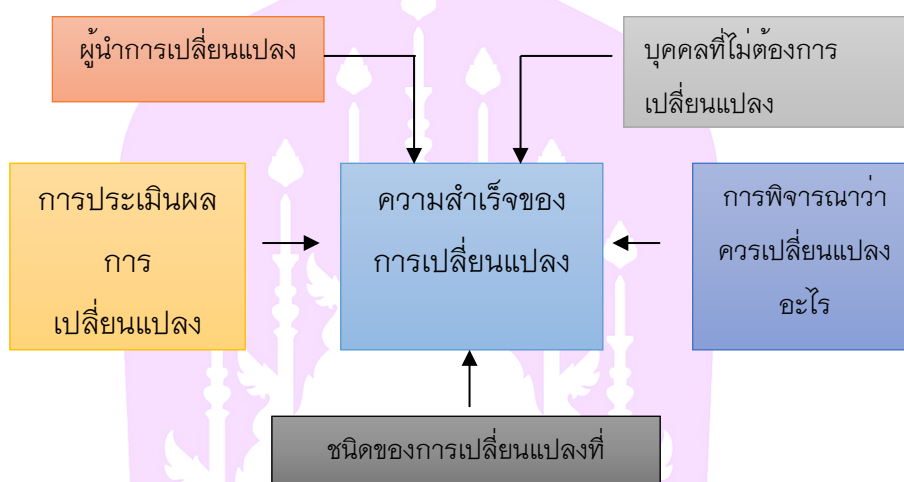 ผู้นำการเปลี่ยนแปลง
บุคคลที่ไม่ต้องการ
เปลี่ยนแปลง
การประเมินผล
การ
เปลี่ยนแปลง
ความสำเร็จของ
การเปลี่ยนแปลง
การพิจารณาว่า
ควรเปลี่ยนแปลง
อะไร
ชนิดของการเปลี่ยนแปลงที่